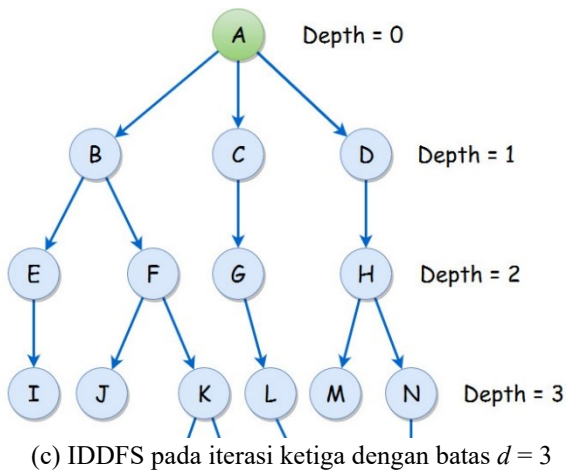 A Depth = 0
B C D Depth = 1
E F G H Depth = 2
I J K L M N Depth = 3
(c) IDDFS pada iterasi ketiga dengan batas d = 3